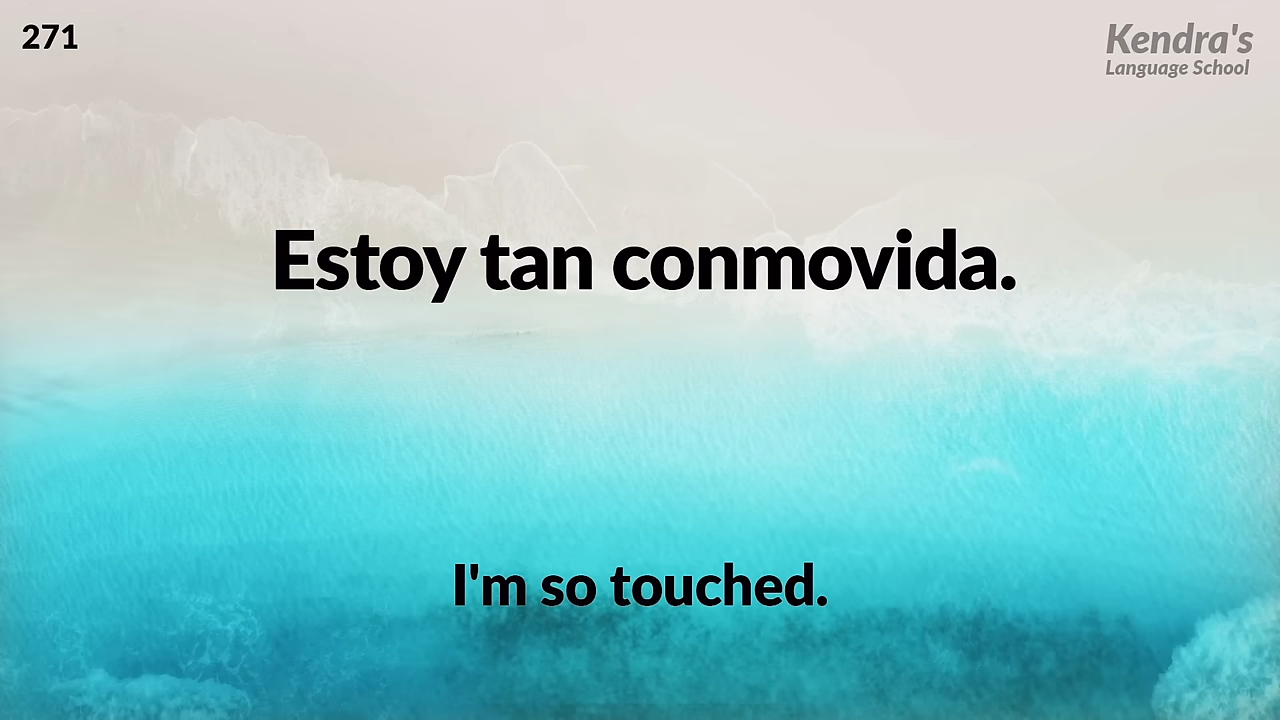 271
Kendra's
Language School
Estoy tan conmovida.
I'm so touched.